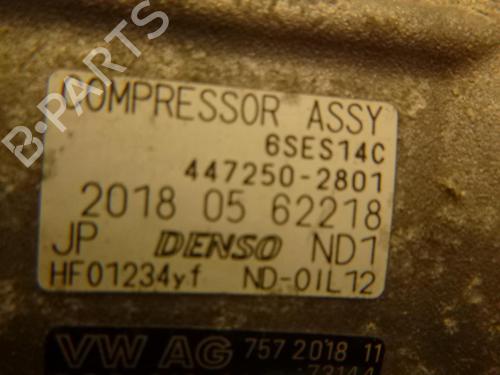 COMPRESSOR ASSY
6SES14C
447250-2801
2018 05 62218
JP DENSO ND1
HF01234yf ND-OIL12
VW AG 757 2018 11
73144
B-PARTS